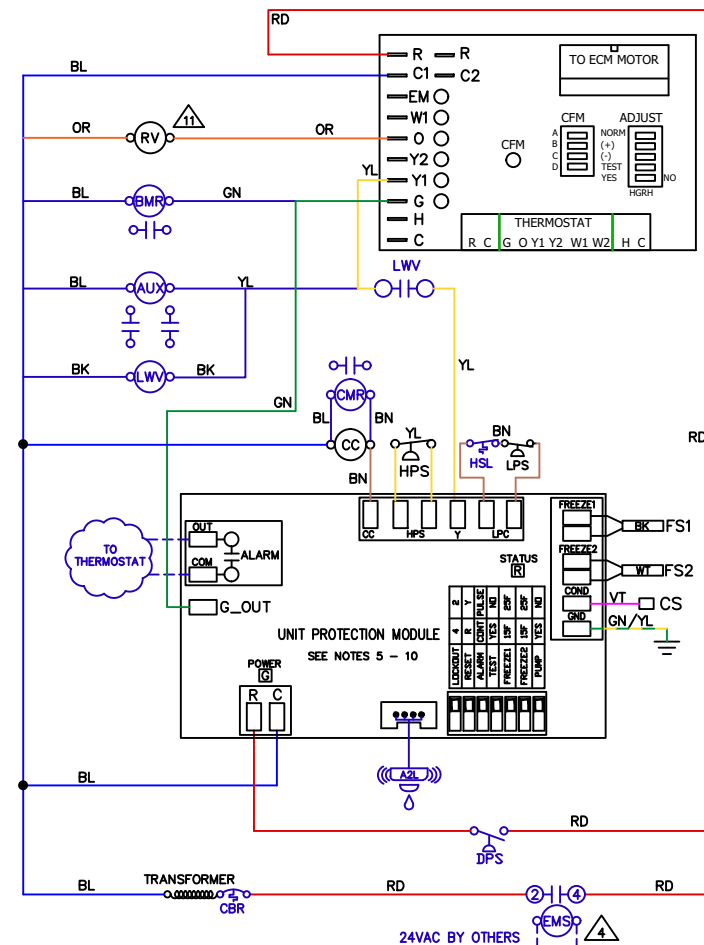 RD
R R
TO ECM MOTOR
BL
C1 C2
EM
W1
CFM ADJUST
OR RV 11 OR
O
CFM
A NORM
B (+)
C (-)
D TEST
YES NO
HGRH
Y2
YL
Y1
BL BMR GN
G
H
THERMOSTAT
C
R C G O Y1 Y2 W1 W2 H C
LWV
BL AUX YL
YL
BK LWV BK
CMR
GN
BL BN
CC
YL
HPS
BN
HSL LPS
RD
BN
CC HPS Y LPC
FREEZE1
BK FS1
OUT
TO
THERMOSTAT
ALARM
COM
STATUS
R
FREEZE2
WT FS2
COND
VT CS
G_OUT
GND
GN/YL
UNIT PROTECTION MODULE
SEE NOTES 5 - 10
2 Y PULSE NO 25F 25F NO
4 R CONT YES 15F 15F YES
LOCKOUT RESET ALARM TEST FREEZE1 FREEZE2 PUMP
POWER
G
R C
A2L
BL
RD
DPS
TRANSFORMER
BL
CBR
RD
2 4
RD
EMS
4
24VAC BY OTHERS